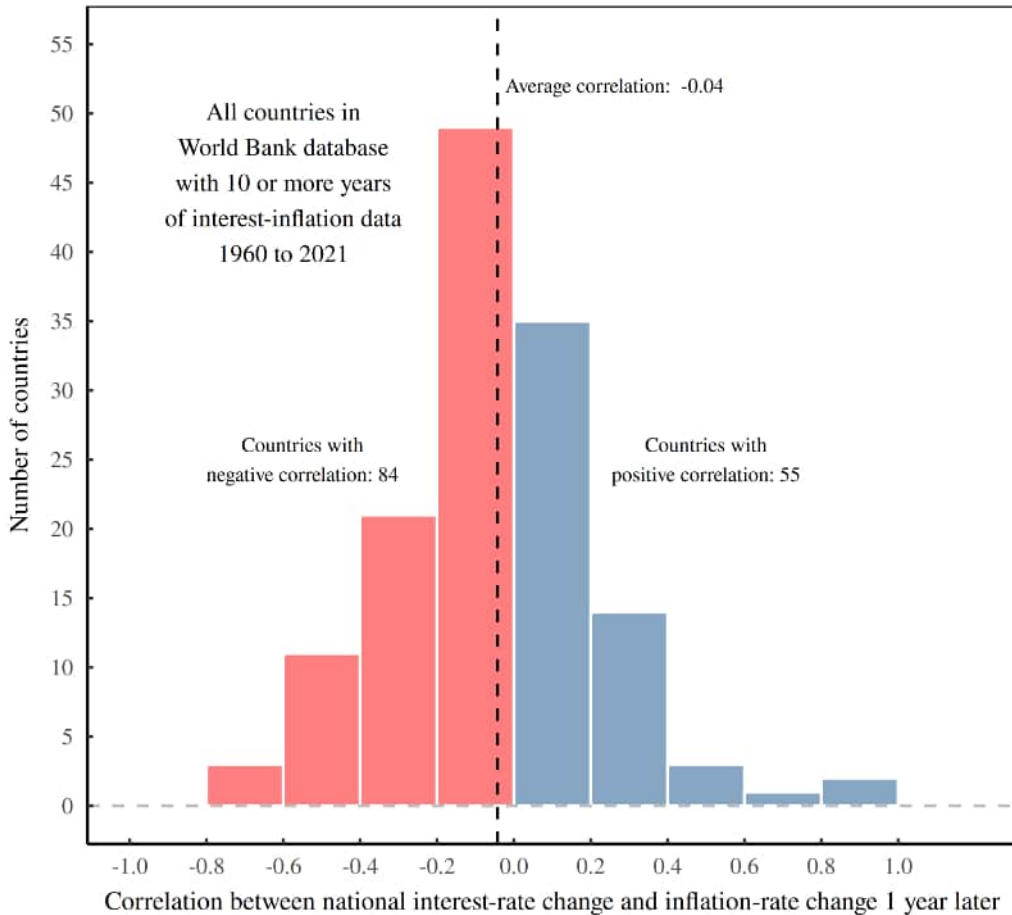 55
50
45
40
35
30
25
20
15
10
5
0
Number of countries
Average correlation: -0.04
All countries in
World Bank database
with 10 or more years
of interest-inflation data
1960 to 2021
Countries with
negative correlation: 84
Countries with
positive correlation: 55
-1.0 -0.8 -0.6 -0.4 -0.2 0.0 0.2 0.4 0.6 0.8 1.0
Correlation between national interest-rate change and inflation-rate change 1 year later